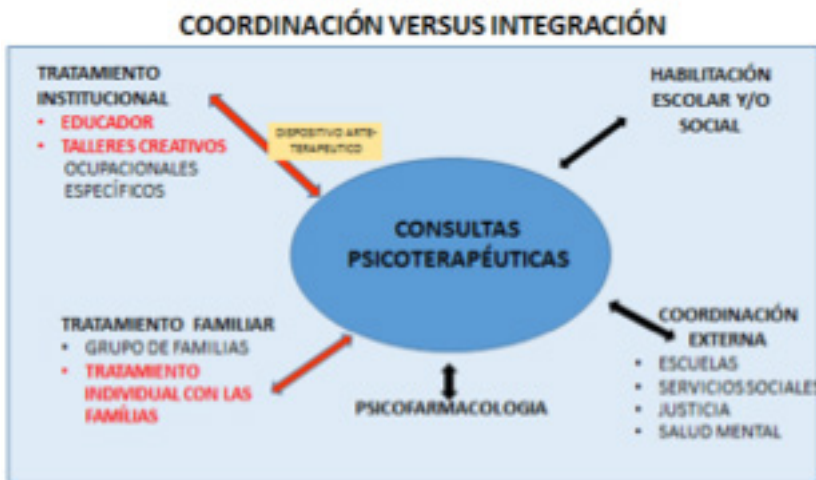 COORDINACIÓN VERSUS INTEGRACIÓN
TRATAMIENTO
INSTITUCIONAL
• EDUCADOR
• TALLERES CREATIVOS
OCUPACIONALES
ESPECÍFICOS
DISPOSITIVO ARTE-
TERAPEUTICO
HABILITACIÓN
ESCOLAR Y/O
SOCIAL
CONSULTAS
PSICOTERAPÉUTICAS
TRATAMIENTO FAMILIAR
• GRUPO DE FAMILIAS
• TRATAMIENTO
INDIVIDUAL CON LAS
FAMÍLIAS
PSICOFARMACOLOGIA
COORDINACIÓN
EXTERNA
• ESCUELAS
• SERVICIOS SOCIALES
• JUSTICIA
• SALUD MENTAL